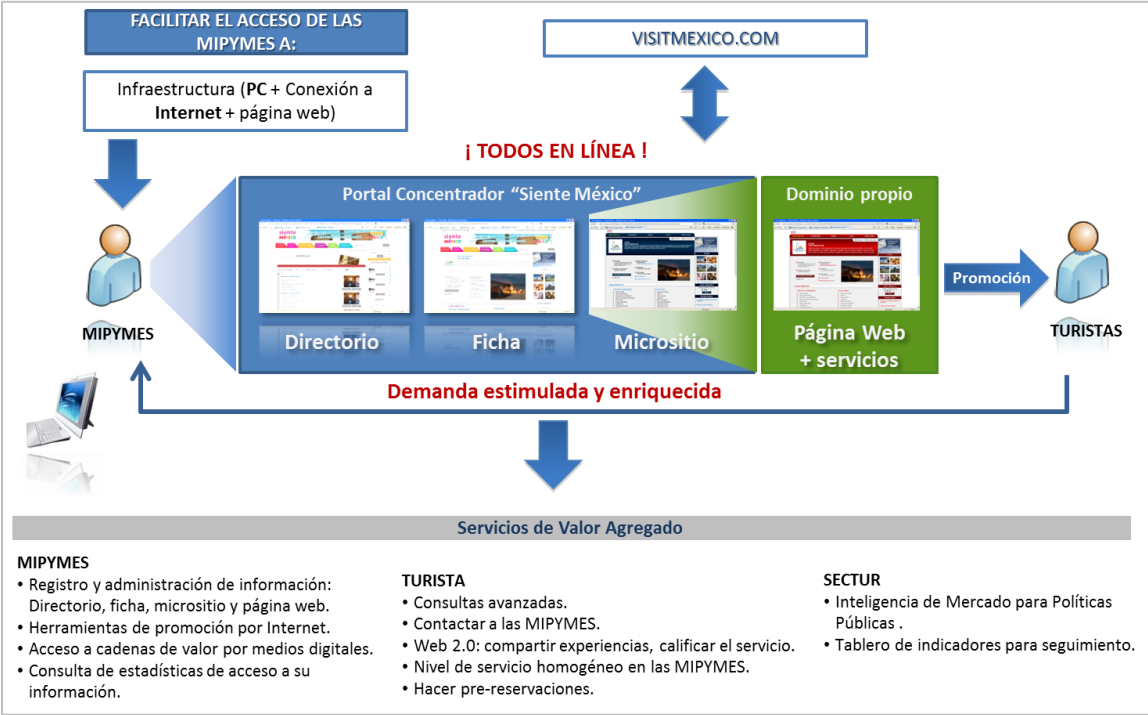 FACILITAR EL ACCESO DE LAS
MIPYMES A:
VISITMEXICO.COM
Infraestructura (PC + Conexión a
Internet + página web)
¡ TODOS EN LÍNEA !
Portal Concentrador “Siente México”
Dominio propio
siente
méxico
siente
méxico
Directorio
Ficha
Micrositio
Página Web
+ servicios
Promoción
MIPYMES
TURISTAS
Demanda estimulada y enriquecida
Servicios de Valor Agregado
MIPYMES
• Registro y administración de información:
Directorio, ficha, micrositio y página web.
• Herramientas de promoción por Internet.
• Acceso a cadenas de valor por medios digitales.
• Consulta de estadísticas de acceso a su
información.
TURISTA
• Consultas avanzadas.
• Contactar a las MIPYMES.
• Web 2.0: compartir experiencias, calificar el servicio.
• Nivel de servicio homogéneo en las MIPYMES.
• Hacer pre-reservaciones.
SECTUR
• Inteligencia de Mercado para Políticas
Públicas .
• Tablero de indicadores para seguimiento.